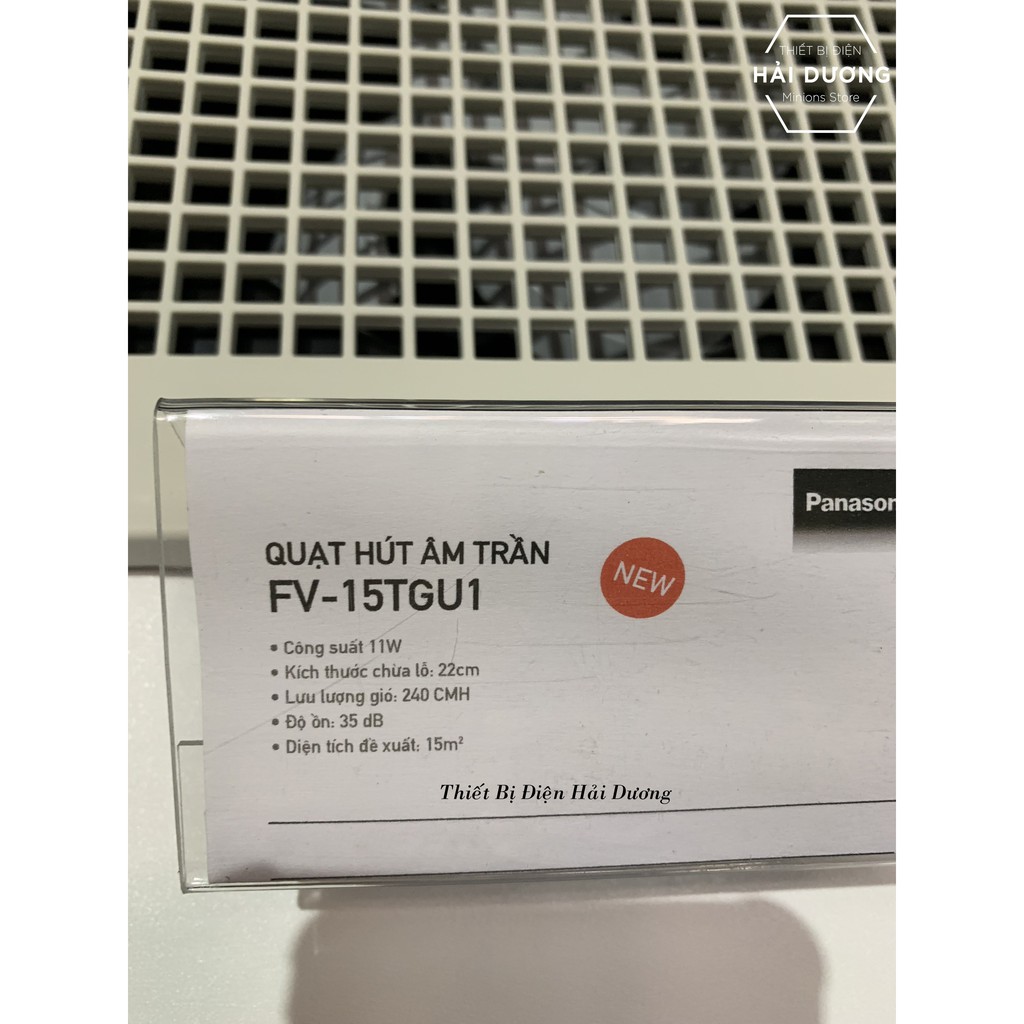 THIẾT BỊ ĐIỆN
HẢI DƯƠNG
Minions Store
Panason
QUẠT HÚT ÂM TRẦN
FV-15TGU1
NEW
• Công suất 11W
• Kích thước chừa lỗ: 22cm
• Lưu lượng gió: 240 CMH
• Độ ồn: 35 dB
• Diện tích đề xuất: 15m²
Thiết Bị Điện Hải Dương